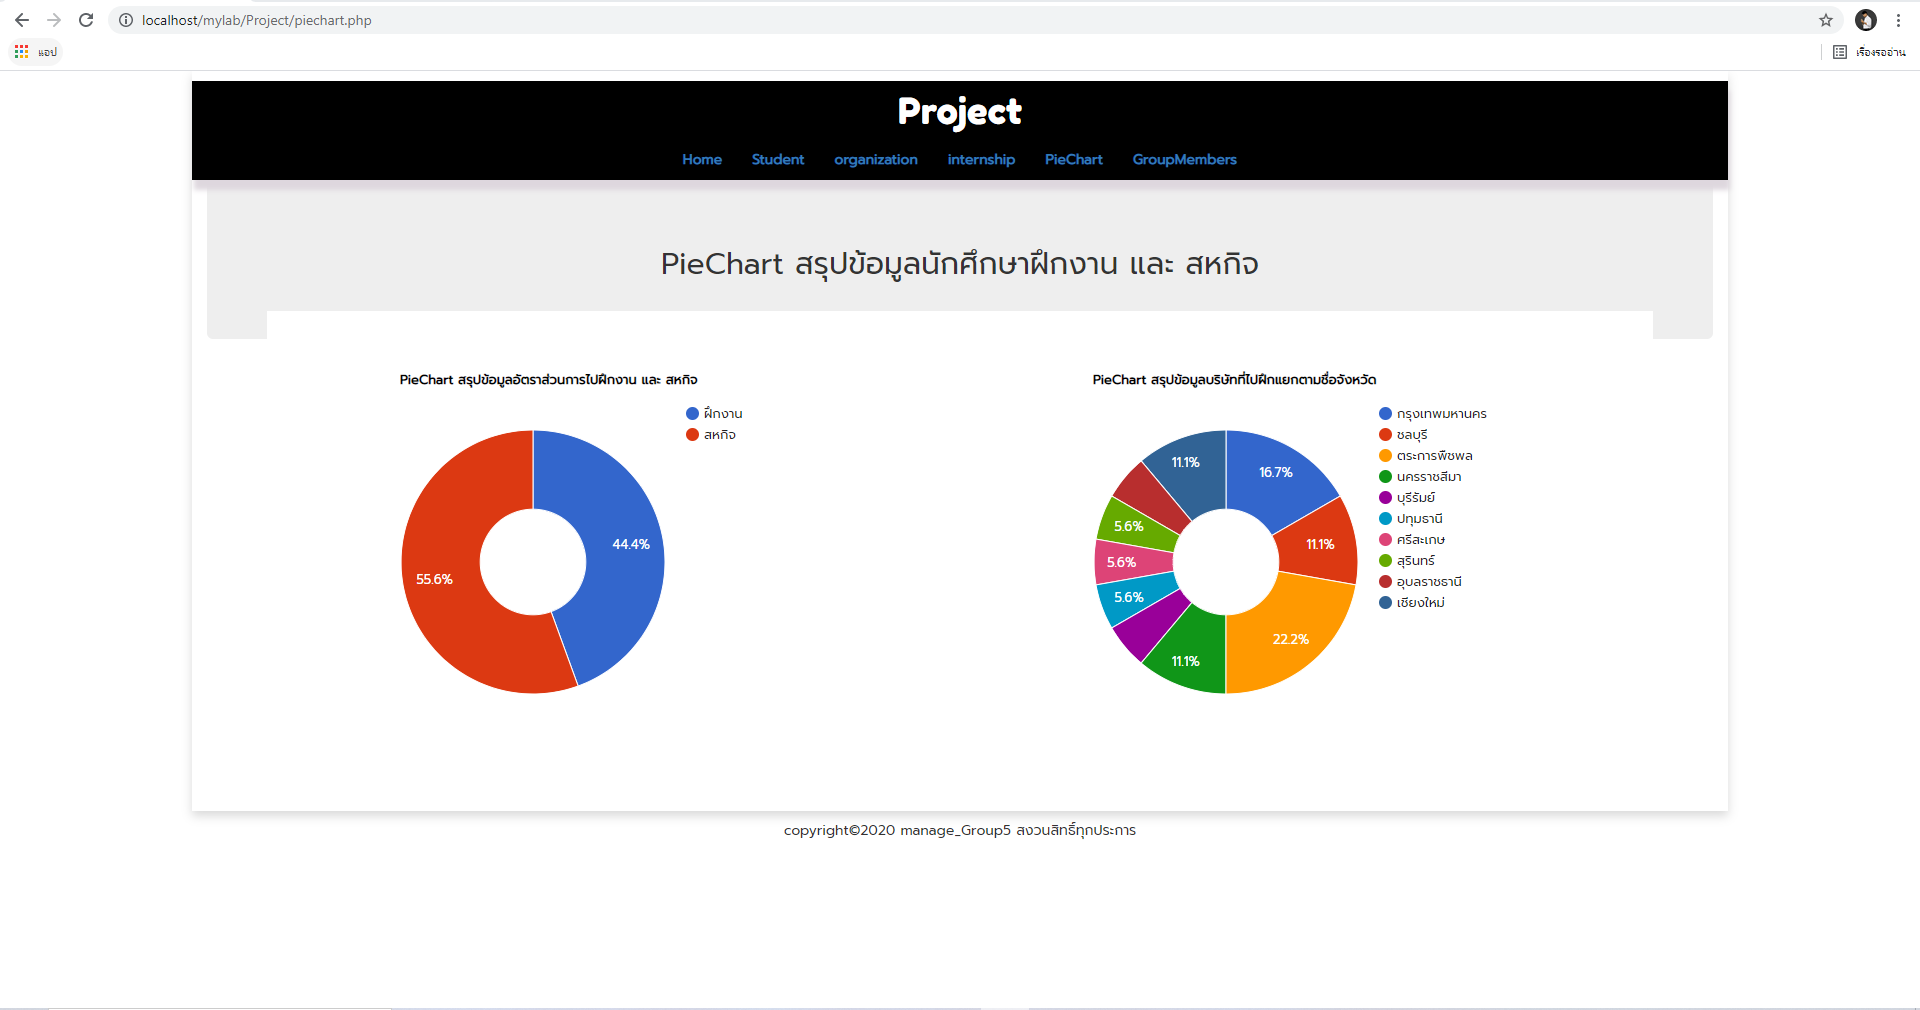 localhost/mylab/Project/piechart.php
แอป
เรื่องรออ่าน
Project
Home Student organization internship PieChart GroupMembers
PieChart สรุปข้อมูลนักศึกษาฝึกงาน และ สหกิจ
PieChart สรุปข้อมูลอัตราส่วนการไปฝึกงาน และ สหกิจ
ฝึกงาน
สหกิจ
44.4%
55.6%
PieChart สรุปข้อมูลบริษัทที่ไปฝึกแยกตามชื่อจังหวัด
กรุงเทพมหานคร
ชลบุรี
ตระการพืชพล
นครราชสีมา
บุรีรัมย์
ปทุมธานี
ศรีสะเกษ
สุรินทร์
อุบลราชธานี
เชียงใหม่
11.1%
16.7%
5.6%
11.1%
5.6%
5.6%
22.2%
11.1%
copyright©2020 manage_Group5 สงวนสิทธิ์ทุกประการ